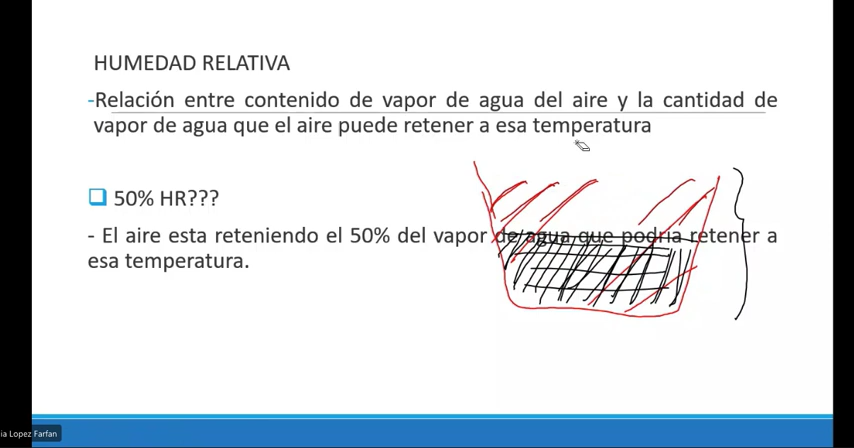 HUMEDAD RELATIVA
-Relación entre contenido de vapor de agua del aire y la cantidad de
vapor de agua que el aire puede retener a esa temperatura
50% HR???
- El aire esta reteniendo el 50% del vapor de agua que podria retener a
esa temperatura.
ia Lopez Farfan